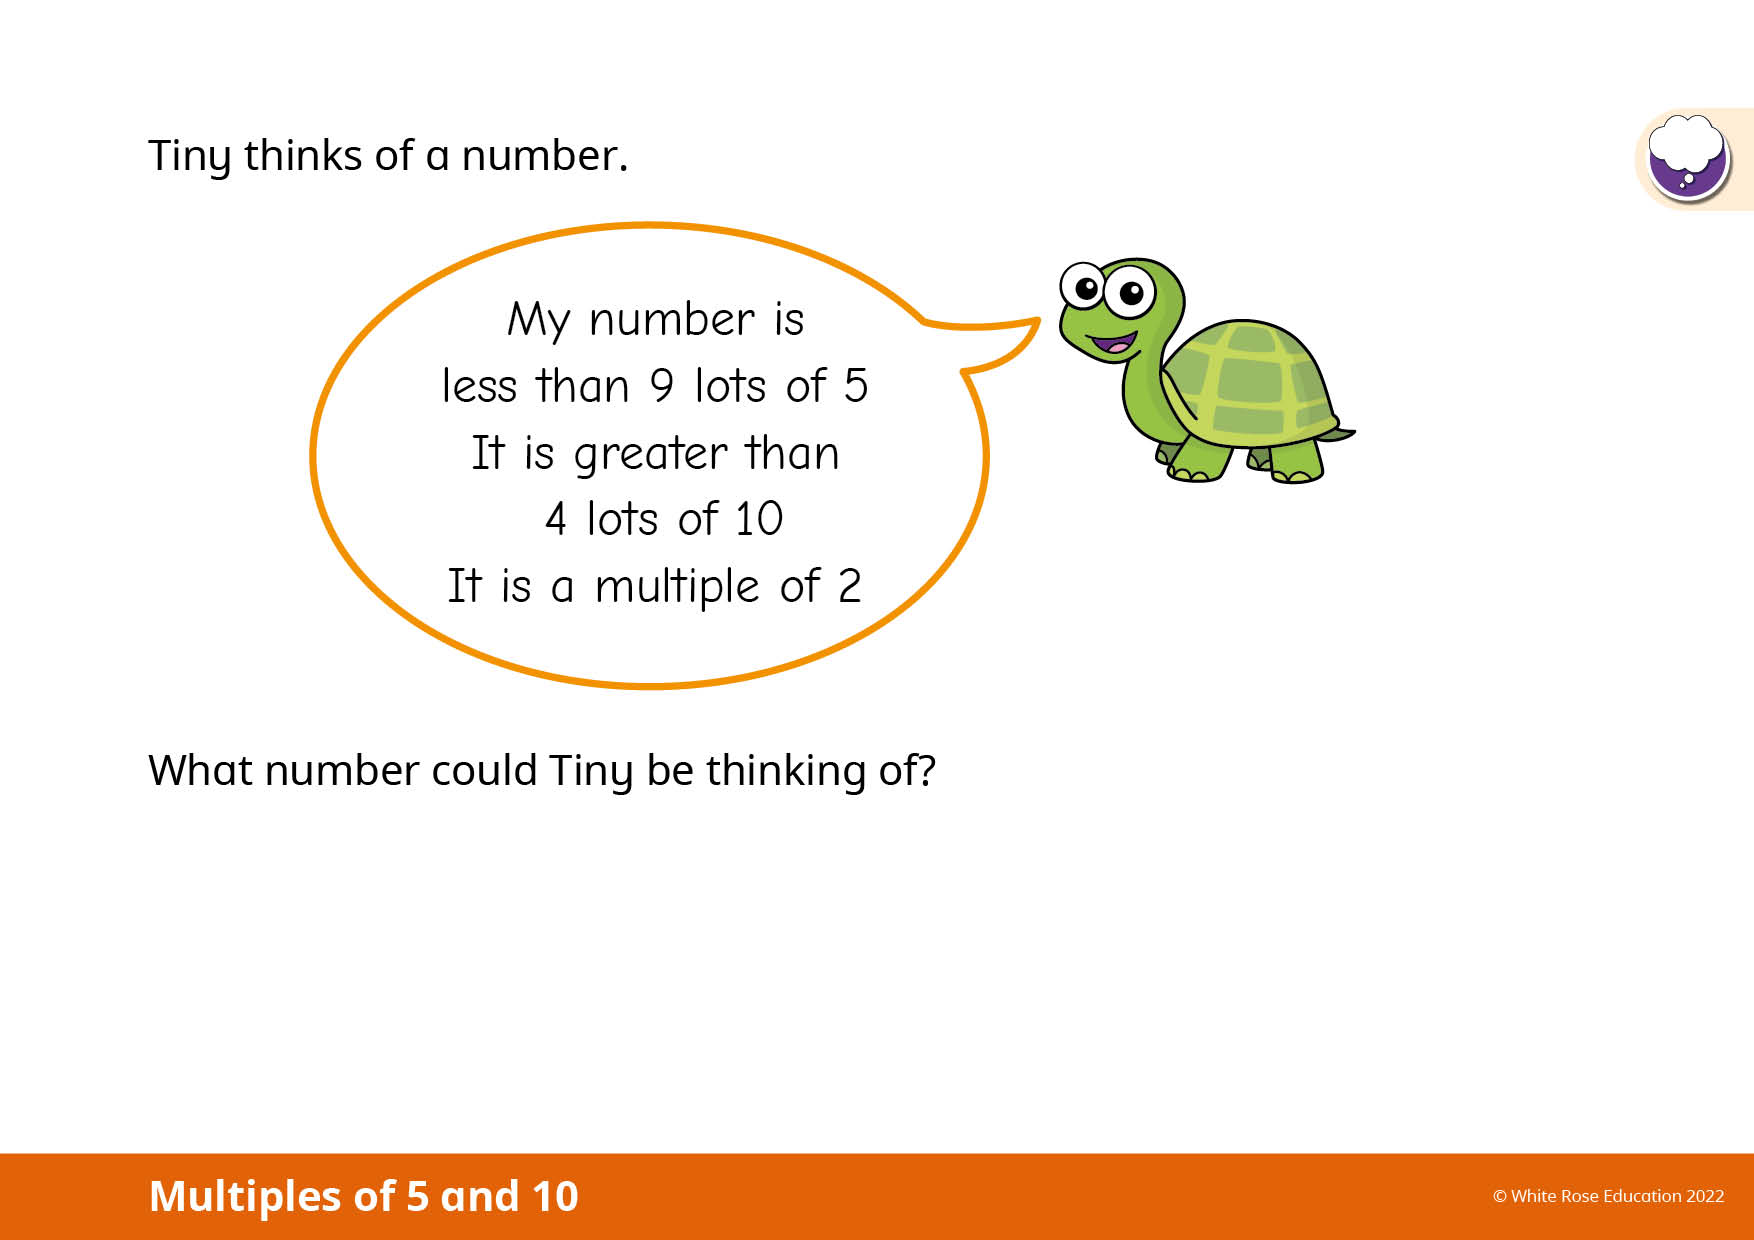 Tiny thinks of a number.
My number is
less than 9 lots of 5
It is greater than
4 lots of 10
It is a multiple of 2
What number could Tiny be thinking of?
Multiples of 5 and 10
© White Rose Education 2022